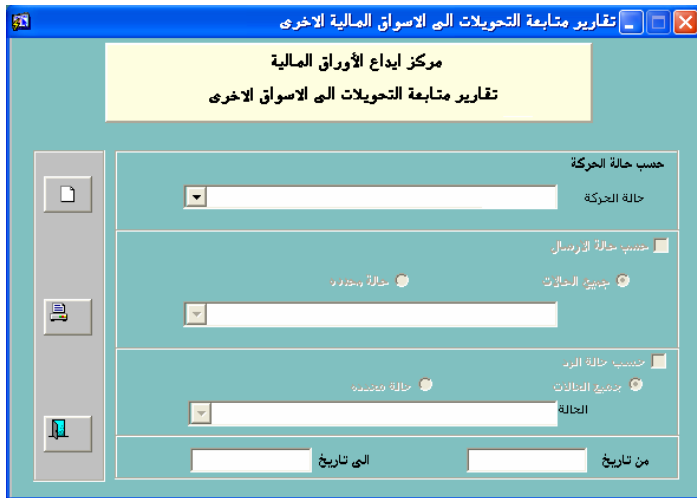 تقارير متابعة التحويلات الى الاسواق المالية الاخرى
مركز ايداع الأوراق المالية
تقارير متابعة التحويلات الى الاسواق الاخرى
حسب حالة الحركة
حالة الحركة
حسب حالة الارسال
جميع الحالات حالة محدده
حسب حالة الرد
جميع الحالات حالة محدده
الحالة
من تاريخ الى تاريخ